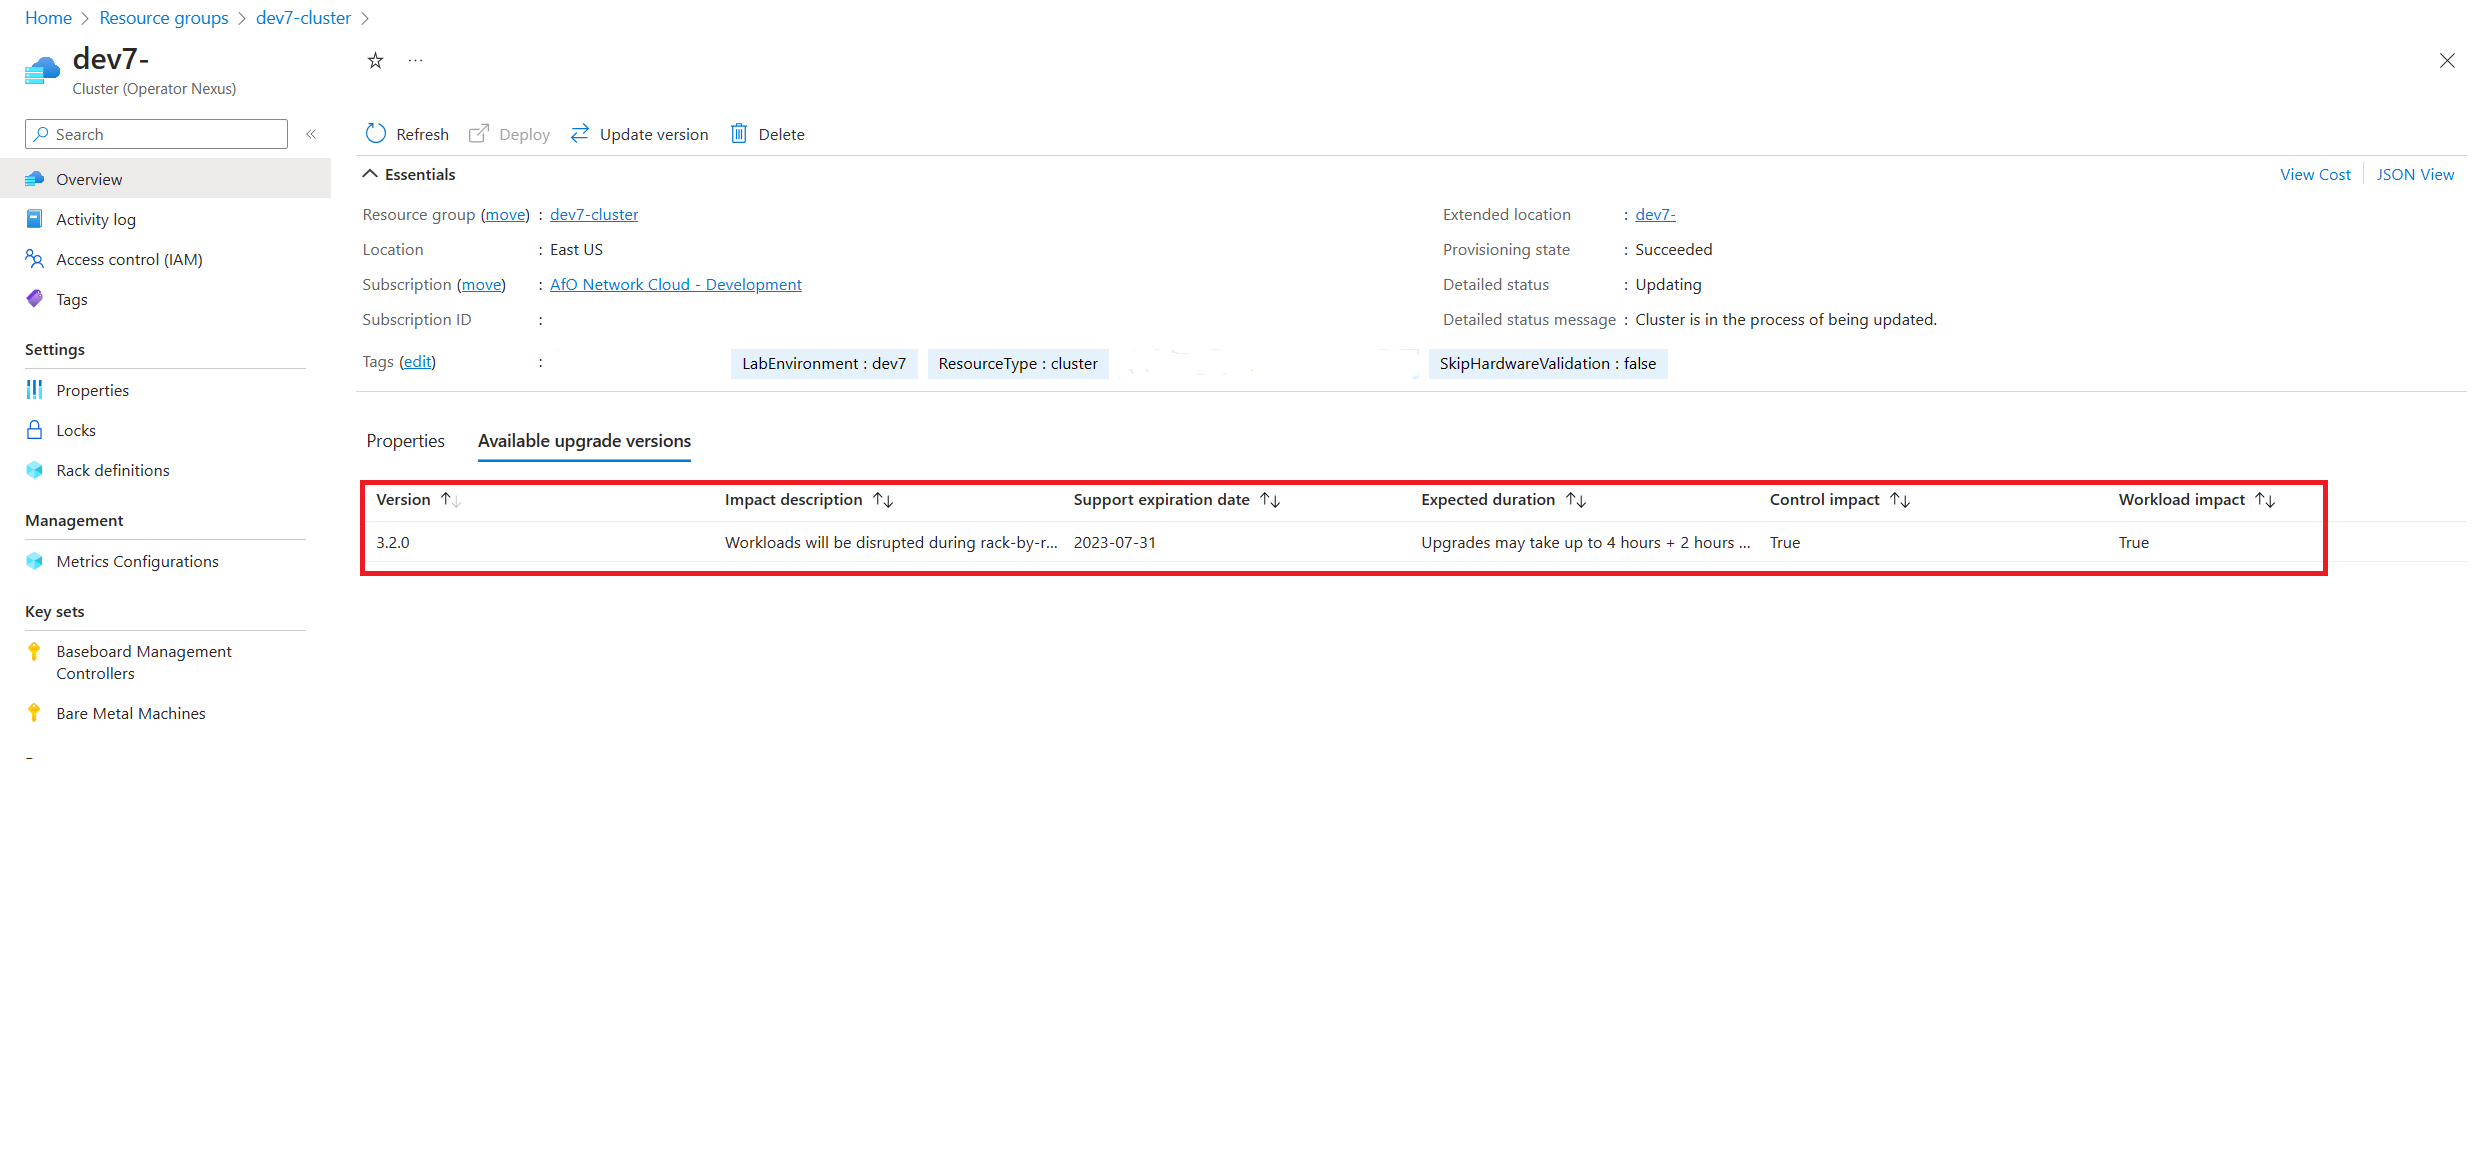 Home > Resource groups > dev7-cluster >
dev7-
Cluster (Operator Nexus)
Search
Refresh Deploy Update version Delete
Overview
Activity log
Access control (IAM)
Tags
Settings
Properties
Locks
Rack definitions
Management
Metrics Configurations
Key sets
Baseboard Management
Controllers
Bare Metal Machines
Essentials
View Cost JSON View
Resource group (move) : dev7-cluster
Location : East US
Subscription (move) : AfO Network Cloud - Development
Subscription ID :
Tags (edit) : LabEnvironment : dev7 ResourceType : cluster SkipHardwareValidation : false
Extended location : dev7-
Provisioning state : Succeeded
Detailed status : Updating
Detailed status message : Cluster is in the process of being updated.
Properties Available upgrade versions
Version Impact description Support expiration date Expected duration Control impact Workload impact
3.2.0 Workloads will be disrupted during rack-by-r... 2023-07-31 Upgrades may take up to 4 hours + 2 hours ... True True